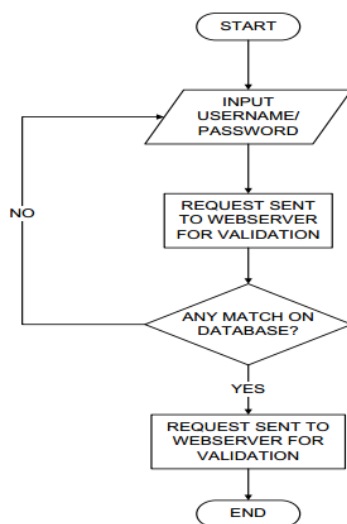 START
INPUT
USERNAME/
PASSWORD
NO
REQUEST SENT
TO WEBSERVER
FOR VALIDATION
ANY MATCH ON
DATABASE?
YES
REQUEST SENT TO
WEBSERVER FOR
VALIDATION
END